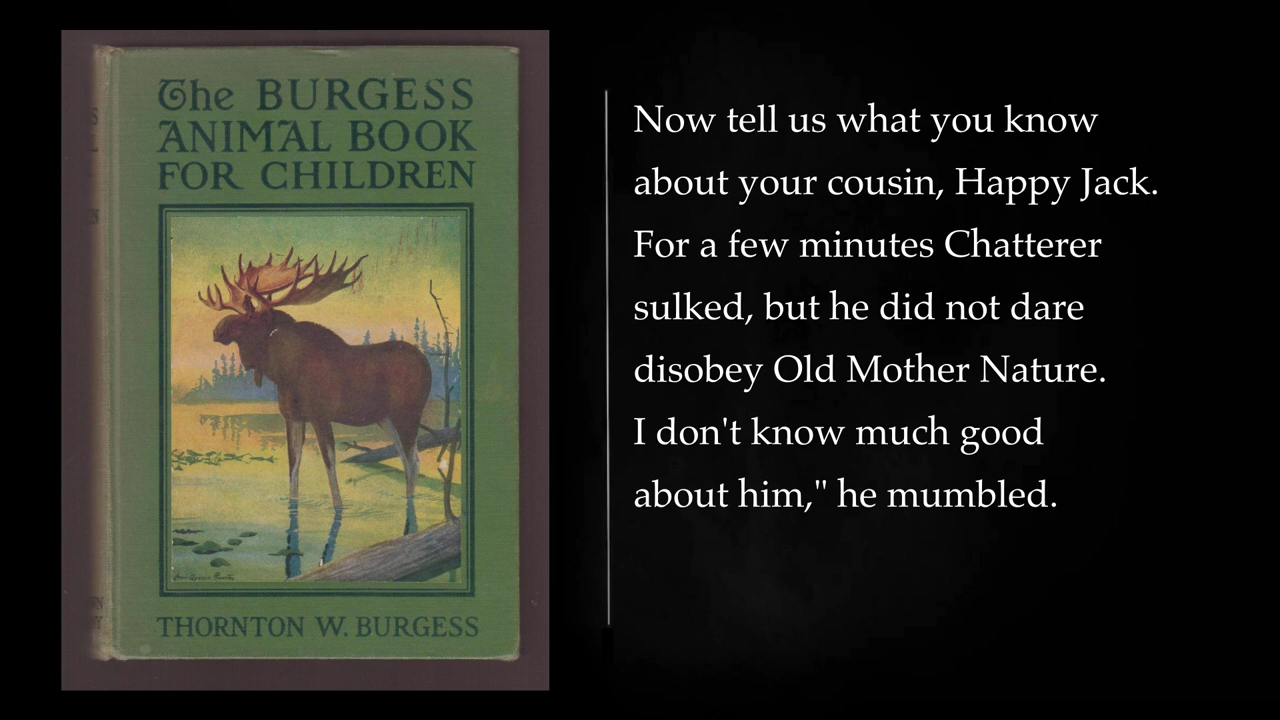 The BURGESS
ANIMAL BOOK
FOR CHILDREN
THORNTON W. BURGESS
Now tell us what you know
about your cousin, Happy Jack.
For a few minutes Chatterer
sulked, but he did not dare
disobey Old Mother Nature.
I don't know much good
about him," he mumbled.